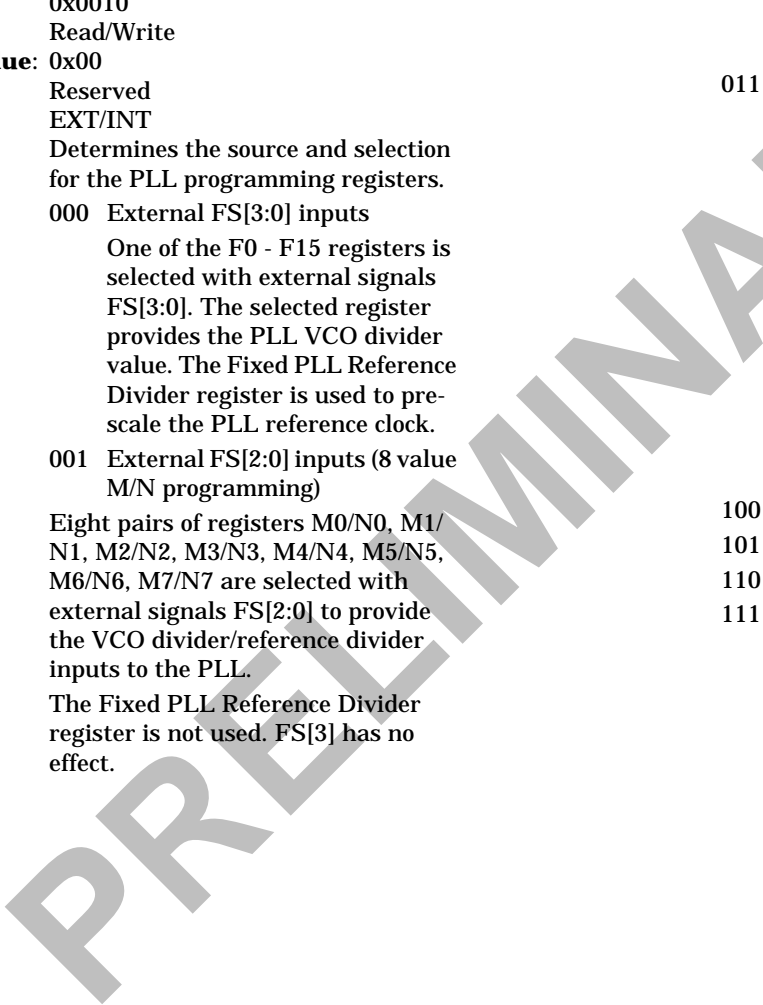 0x0010
Read/Write
ue: 0x00
Reserved
EXT/INT
Determines the source and selection
for the PLL programming registers.
000 External FS[3:0] inputs
One of the F0 - F15 registers is
selected with external signals
FS[3:0]. The selected register
provides the PLL VCO divider
value. The Fixed PLL Reference
Divider register is used to pre-
scale the PLL reference clock.
001 External FS[2:0] inputs (8 value
M/N programming)
Eight pairs of registers M0/N0, M1/
N1, M2/N2, M3/N3, M4/N4, M5/N5,
M6/N6, M7/N7 are selected with
external signals FS[2:0] to provide
the VCO divider/reference divider
inputs to the PLL.
The Fixed PLL Reference Divider
register is not used. FS[3] has no
effect.
011
100
101
110
111
PRELIMINA